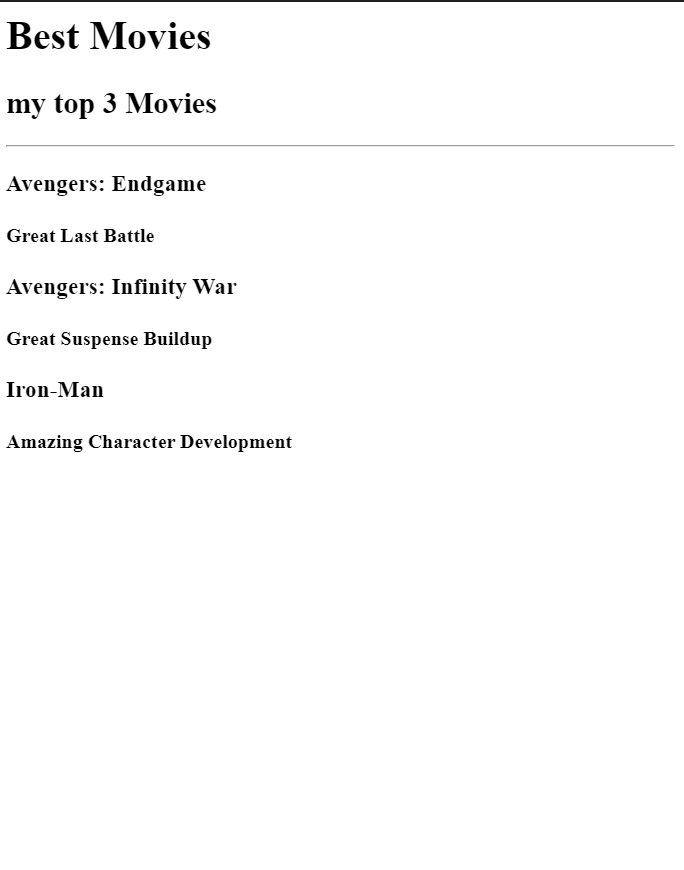 Best Movies
my top 3 Movies
Avengers: Endgame
Great Last Battle
Avengers: Infinity War
Great Suspense Buildup
Iron-Man
Amazing Character Development